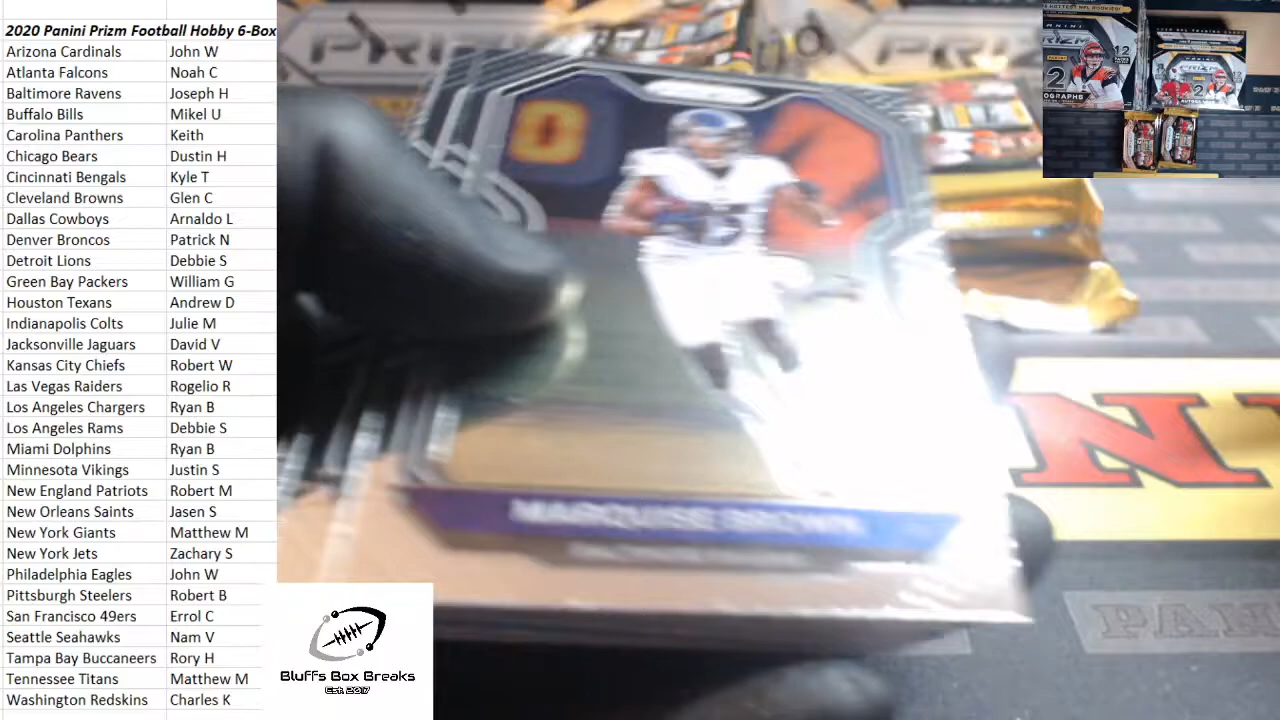 2020 Panini Prizm Football Hobby 6-Box
Arizona Cardinals John W
Atlanta Falcons Noah C
Baltimore Ravens Joseph H
Buffalo Bills Mikel U
Carolina Panthers Keith
Chicago Bears Dustin H
Cincinnati Bengals Kyle T
Cleveland Browns Glen C
Dallas Cowboys Arnaldo L
Denver Broncos Patrick N
Detroit Lions Debbie S
Green Bay Packers William G
Houston Texans Andrew D
Indianapolis Colts Julie M
Jacksonville Jaguars David V
Kansas City Chiefs Robert W
Las Vegas Raiders Rogelio R
Los Angeles Chargers Ryan B
Los Angeles Rams Debbie S
Miami Dolphins Ryan B
Minnesota Vikings Justin S
New England Patriots Robert M
New Orleans Saints Jasen S
New York Giants Matthew M
New York Jets Zachary S
Philadelphia Eagles John W
Pittsburgh Steelers Robert B
San Francisco 49ers Errol C
Seattle Seahawks Nam V
Tampa Bay Buccaneers Rory H
Tennessee Titans Matthew M
Washington Redskins Charles K
PRIZM
MARQUISE BROWN
Bluffs Box Breaks
Est. 2017
12
2
2